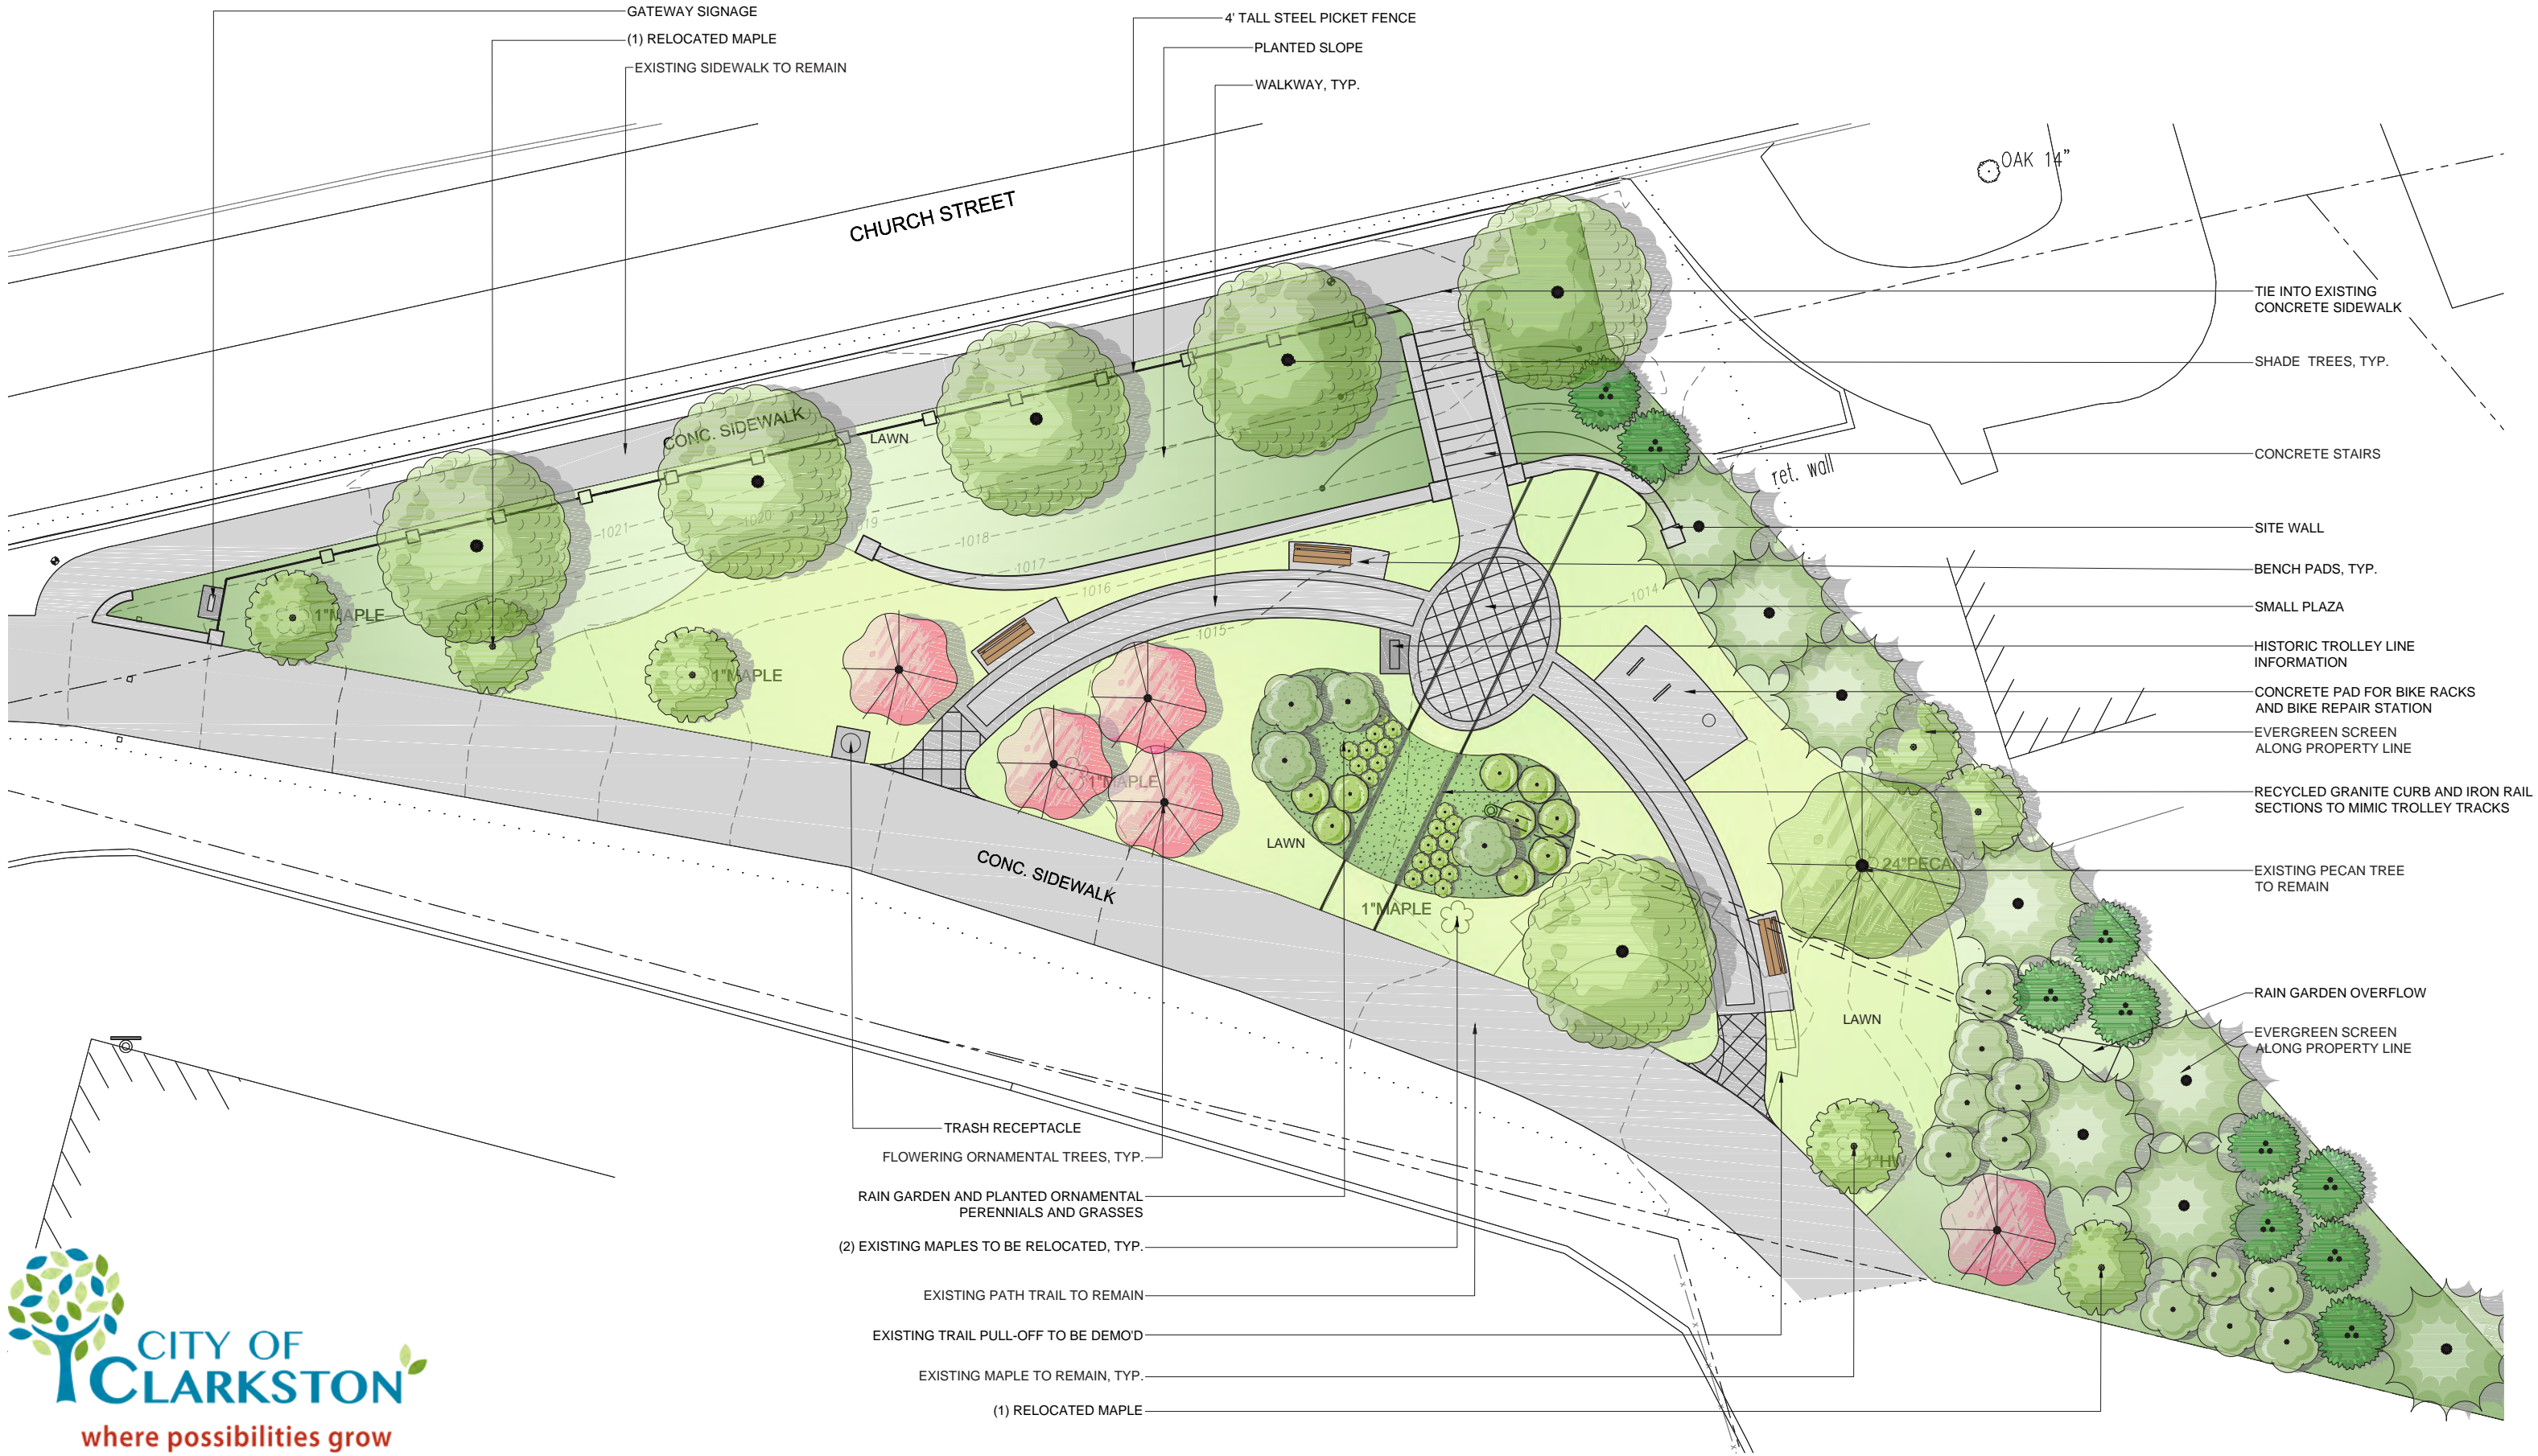 GATEWAY SIGNAGE
(1) RELOCATED MAPLE
EXISTING SIDEWALK TO REMAIN
4' TALL STEEL PICKET FENCE
PLANTED SLOPE
WALKWAY, TYP.
CHURCH STREET
OAK 14"
TIE INTO EXISTING
CONCRETE SIDEWALK
SHADE TREES, TYP.
CONC. SIDEWALK
LAWN
CONCRETE STAIRS
ret. wall
1021
1020
1019
1018
1017
1016
1015
1014
SITE WALL
BENCH PADS, TYP.
SMALL PLAZA
1"MAPLE
HISTORIC TROLLEY LINE
INFORMATION
1"MAPLE
CONCRETE PAD FOR BIKE RACKS
AND BIKE REPAIR STATION
EVERGREEN SCREEN
ALONG PROPERTY LINE
1"MAPLE
RECYCLED GRANITE CURB AND IRON RAIL
SECTIONS TO MIMIC TROLLEY TRACKS
LAWN
CONC. SIDEWALK
24"PECAN
EXISTING PECAN TREE
TO REMAIN
1"MAPLE
RAIN GARDEN OVERFLOW
LAWN
EVERGREEN SCREEN
ALONG PROPERTY LINE
1"HW
TRASH RECEPTACLE
FLOWERING ORNAMENTAL TREES, TYP.
RAIN GARDEN AND PLANTED ORNAMENTAL
PERENNIALS AND GRASSES
(2) EXISTING MAPLES TO BE RELOCATED, TYP.
EXISTING PATH TRAIL TO REMAIN
EXISTING TRAIL PULL-OFF TO BE DEMO'D
EXISTING MAPLE TO REMAIN, TYP.
(1) RELOCATED MAPLE
CITY OF
CLARKSTON
where possibilities grow